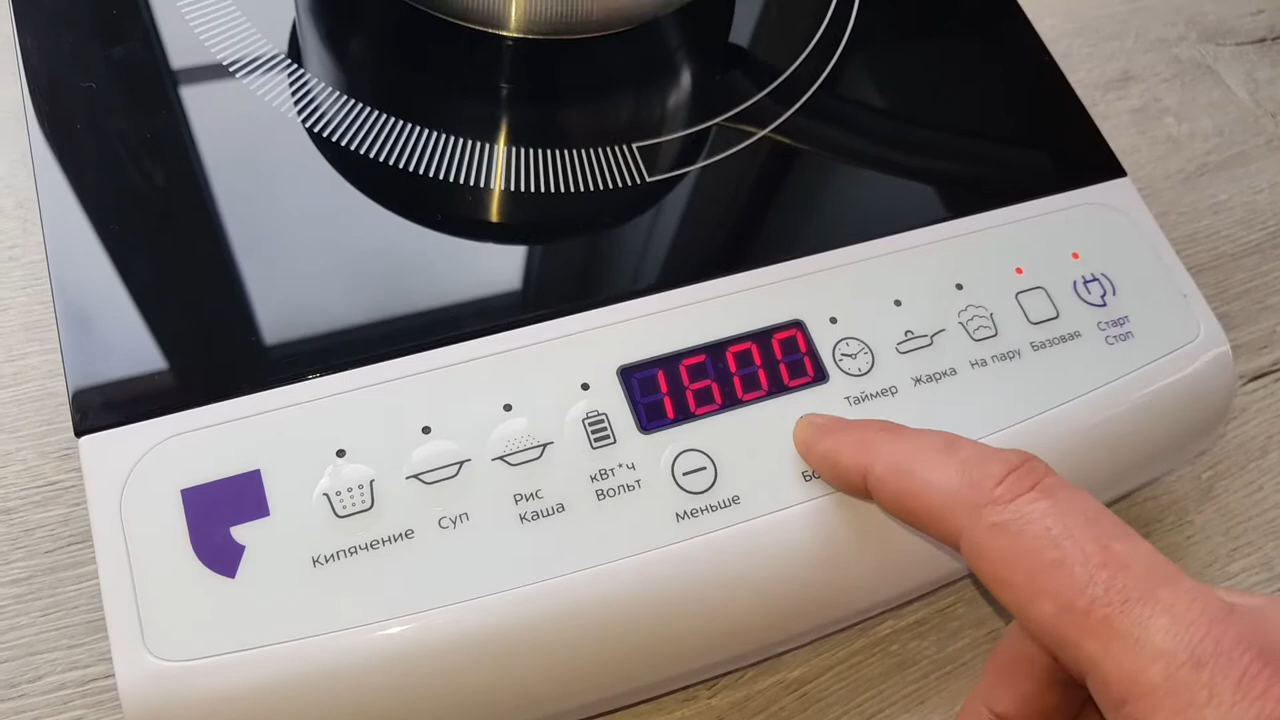 Кипячение
Суп
Рис
Каша
кВт*ч
Вольт
1600
Меньше
Таймер
Жарка
На пару
Базовая
Старт
Стоп